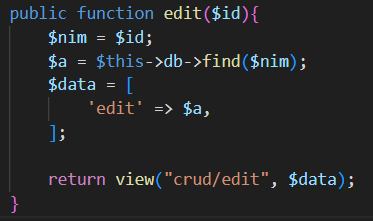 public function edit($id){
    $nim = $id;
    $a = $this->db->find($nim);
    $data = [
        'edit' => $a,
    ];

    return view("crud/edit", $data);
}